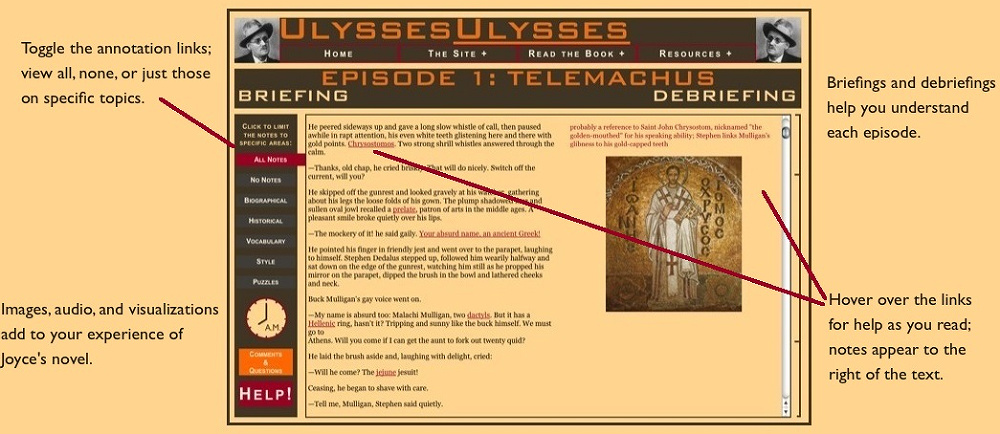 Toggle the annotation links;
view all, none, or just those
on specific topics.
Images, audio, and visualizations
add to your experience of
Joyce's novel.
ULYSSESULYSSES
HOME
THE SITE +
READ THE BOOK +
RESOURCES +
EPISODE 1: TELEMACHUS
BRIEFING
DEBRIEFING
CLICK TO LIMIT
THE NOTES TO
SPECIFIC AREAS:
ALL NOTES
NO NOTES
BIOGRAPHICAL
HISTORICAL
VOCABULARY
STYLE
PUZZLES
A.M
COMMENTS
&
QUESTIONS
HELP!
He peered sideways up and gave a long slow whistle of call, then paused
awhile in rapt attention, his even white teeth glistening here and there with
gold points. Chrysostomos. Two strong shrill whistles answered through the
calm.
—Thanks, old chap, he cried briskly. That will do nicely. Switch off the
current, will you?
He skipped off the gunrest and looked gravely at his watcher, gathering
about his legs the loose folds of his gown. The plump shadowed face and
sullen oval jowl recalled a prelate, patron of arts in the middle ages. A
pleasant smile broke quietly over his lips.
—The mockery of it! he said gaily. Your absurd name, an ancient Greek!
He pointed his finger in friendly jest and went over to the parapet, laughing
to himself. Stephen Dedalus stepped up, followed him wearily halfway and
sat down on the edge of the gunrest, watching him still as he propped his
mirror on the parapet, dipped the brush in the bowl and lathered cheeks
and neck.
Buck Mulligan's gay voice went on.
—My name is absurd too: Malachi Mulligan, two dactyls. But it has a
Hellenic ring, hasn't it? Tripping and sunny like the buck himself. We must
go to
Athens. Will you come if I can get the aunt to fork out twenty quid?
He laid the brush aside and, laughing with delight, cried:
—Will he come? The jejune jesuit!
Ceasing, he began to shave with care.
—Tell me, Mulligan, Stephen said quietly.
probably a reference to Saint John Chrysostom, nicknamed "the
golden-mouthed" for his speaking ability; Stephen links Mulligan's
glibness to his gold-capped teeth
Briefings and debriefings
help you understand
each episode.
Hover over the links
for help as you read;
notes appear to the
right of the text.